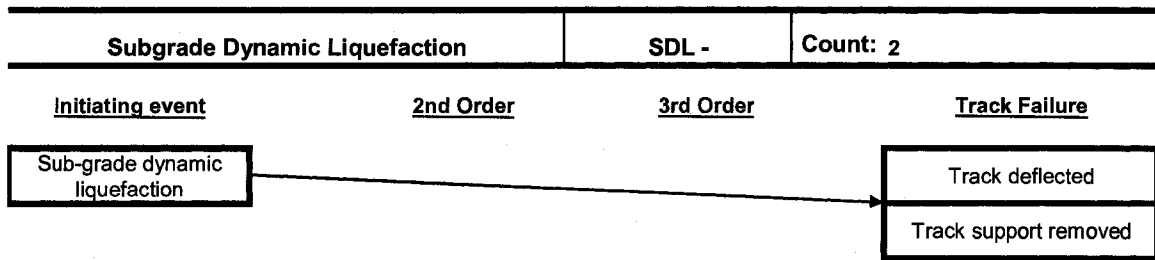 Subgrade Dynamic Liquefaction SDL - Count: 2
Initiating event 2nd Order 3rd Order Track Failure
Sub-grade dynamic
liquefaction
Track deflected
Track support removed